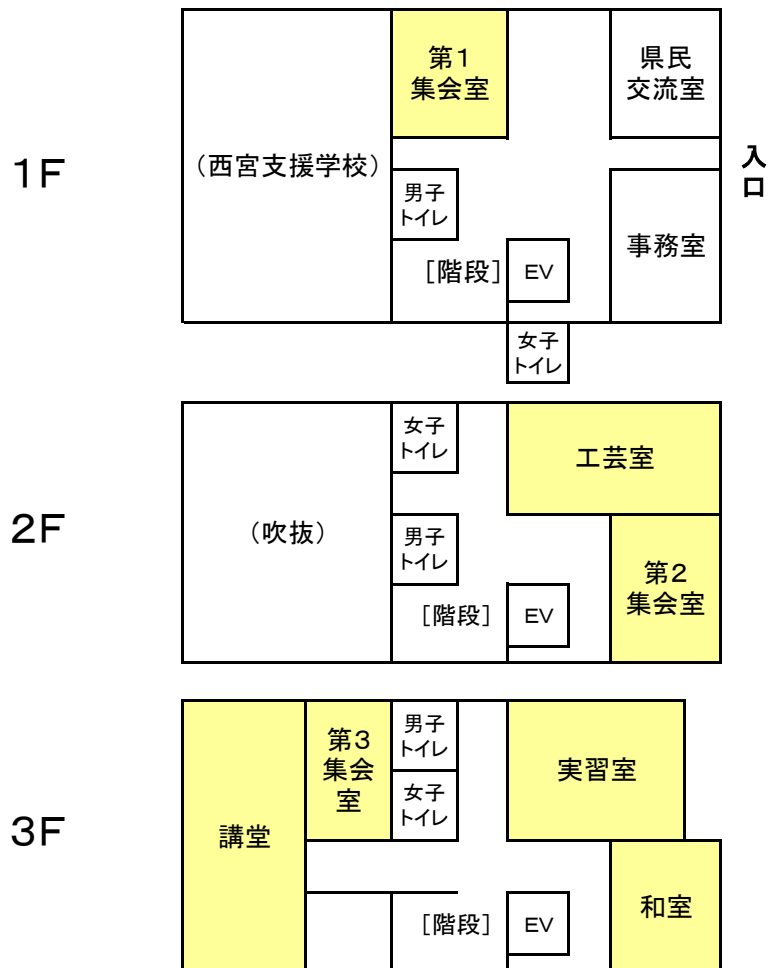 1F
(西宮支援学校)
第1
集会室
県民
交流室
入
口
男子
トイレ
事務室
[階段]
EV
女子
トイレ
2F
(吹抜)
女子
トイレ
工芸室
男子
トイレ
第2
集会室
[階段]
EV
3F
講堂
第3
集会
室
男子
トイレ
女子
トイレ
実習室
和室
[階段]
EV